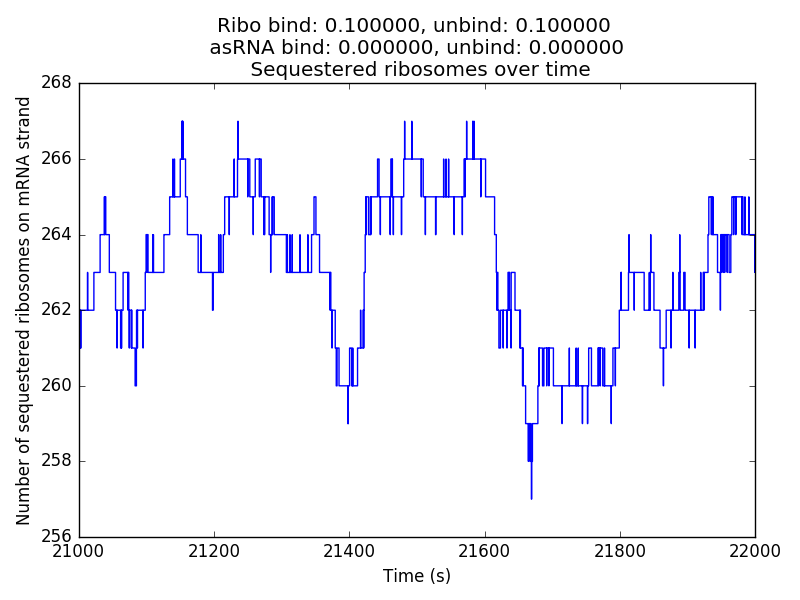 Ribo bind: 0.100000, unbind: 0.100000
asRNA bind: 0.000000, unbind: 0.000000
Sequestered ribosomes over time
Number of sequestered ribosomes on mRNA strand
268
266
264
262
260
258
256
21000 21200 21400 21600 21800 22000
Time (s)